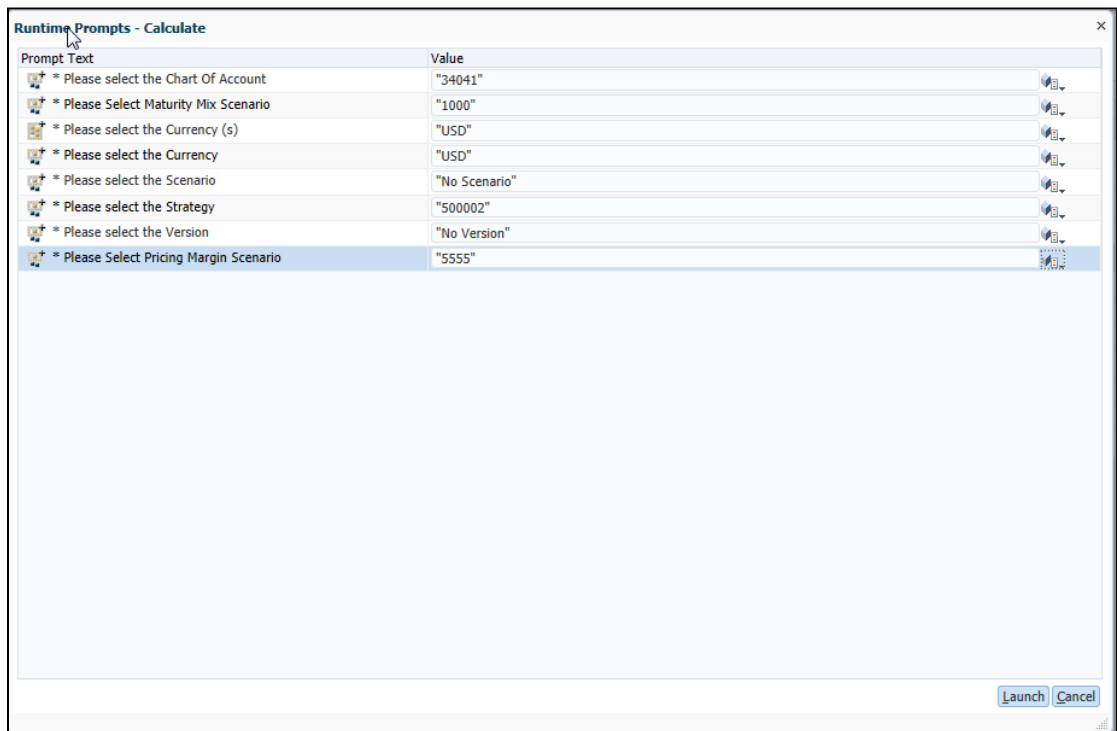 Runtime Prompts - Calculate
Prompt Text Value
* Please select the Chart Of Account "34041"
* Please Select Maturity Mix Scenario "1000"
* Please select the Currency (s) "USD"
* Please select the Currency "USD"
* Please select the Scenario "No Scenario"
* Please select the Strategy "500002"
* Please select the Version "No Version"
* Please Select Pricing Margin Scenario "5555"
Launch Cancel